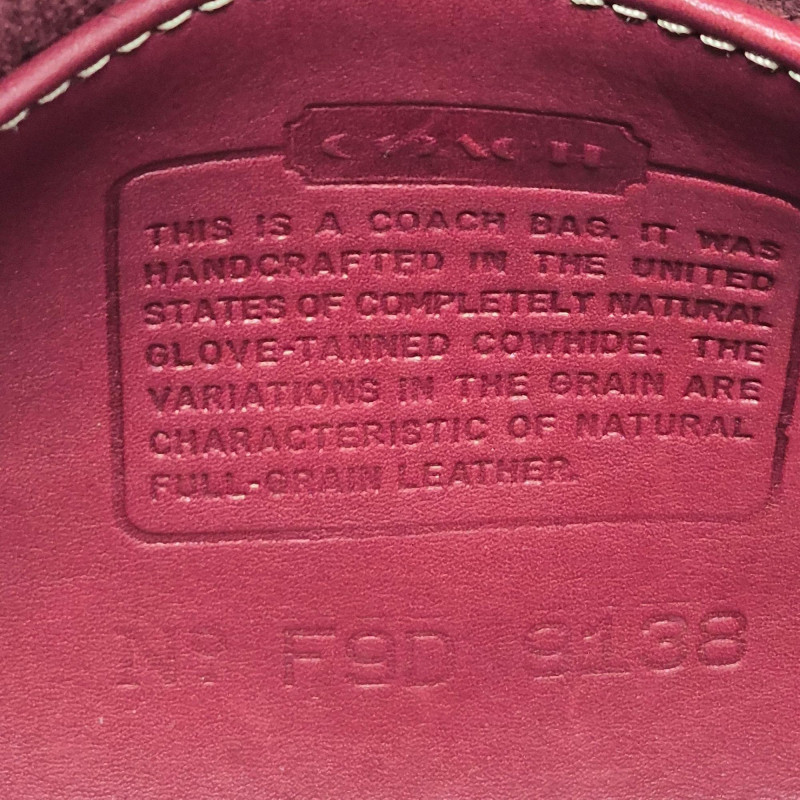 COACH
THIS IS A COACH BAG. IT WAS
HANDCRAFTED IN THE UNITED
STATES OF COMPLETELY NATURAL
GLOVE-TANNED COWHIDE. THE
VARIATIONS IN THE GRAIN ARE
CHARACTERISTIC OF NATURAL
FULL-GRAIN LEATHER.
Nº F9D 9138